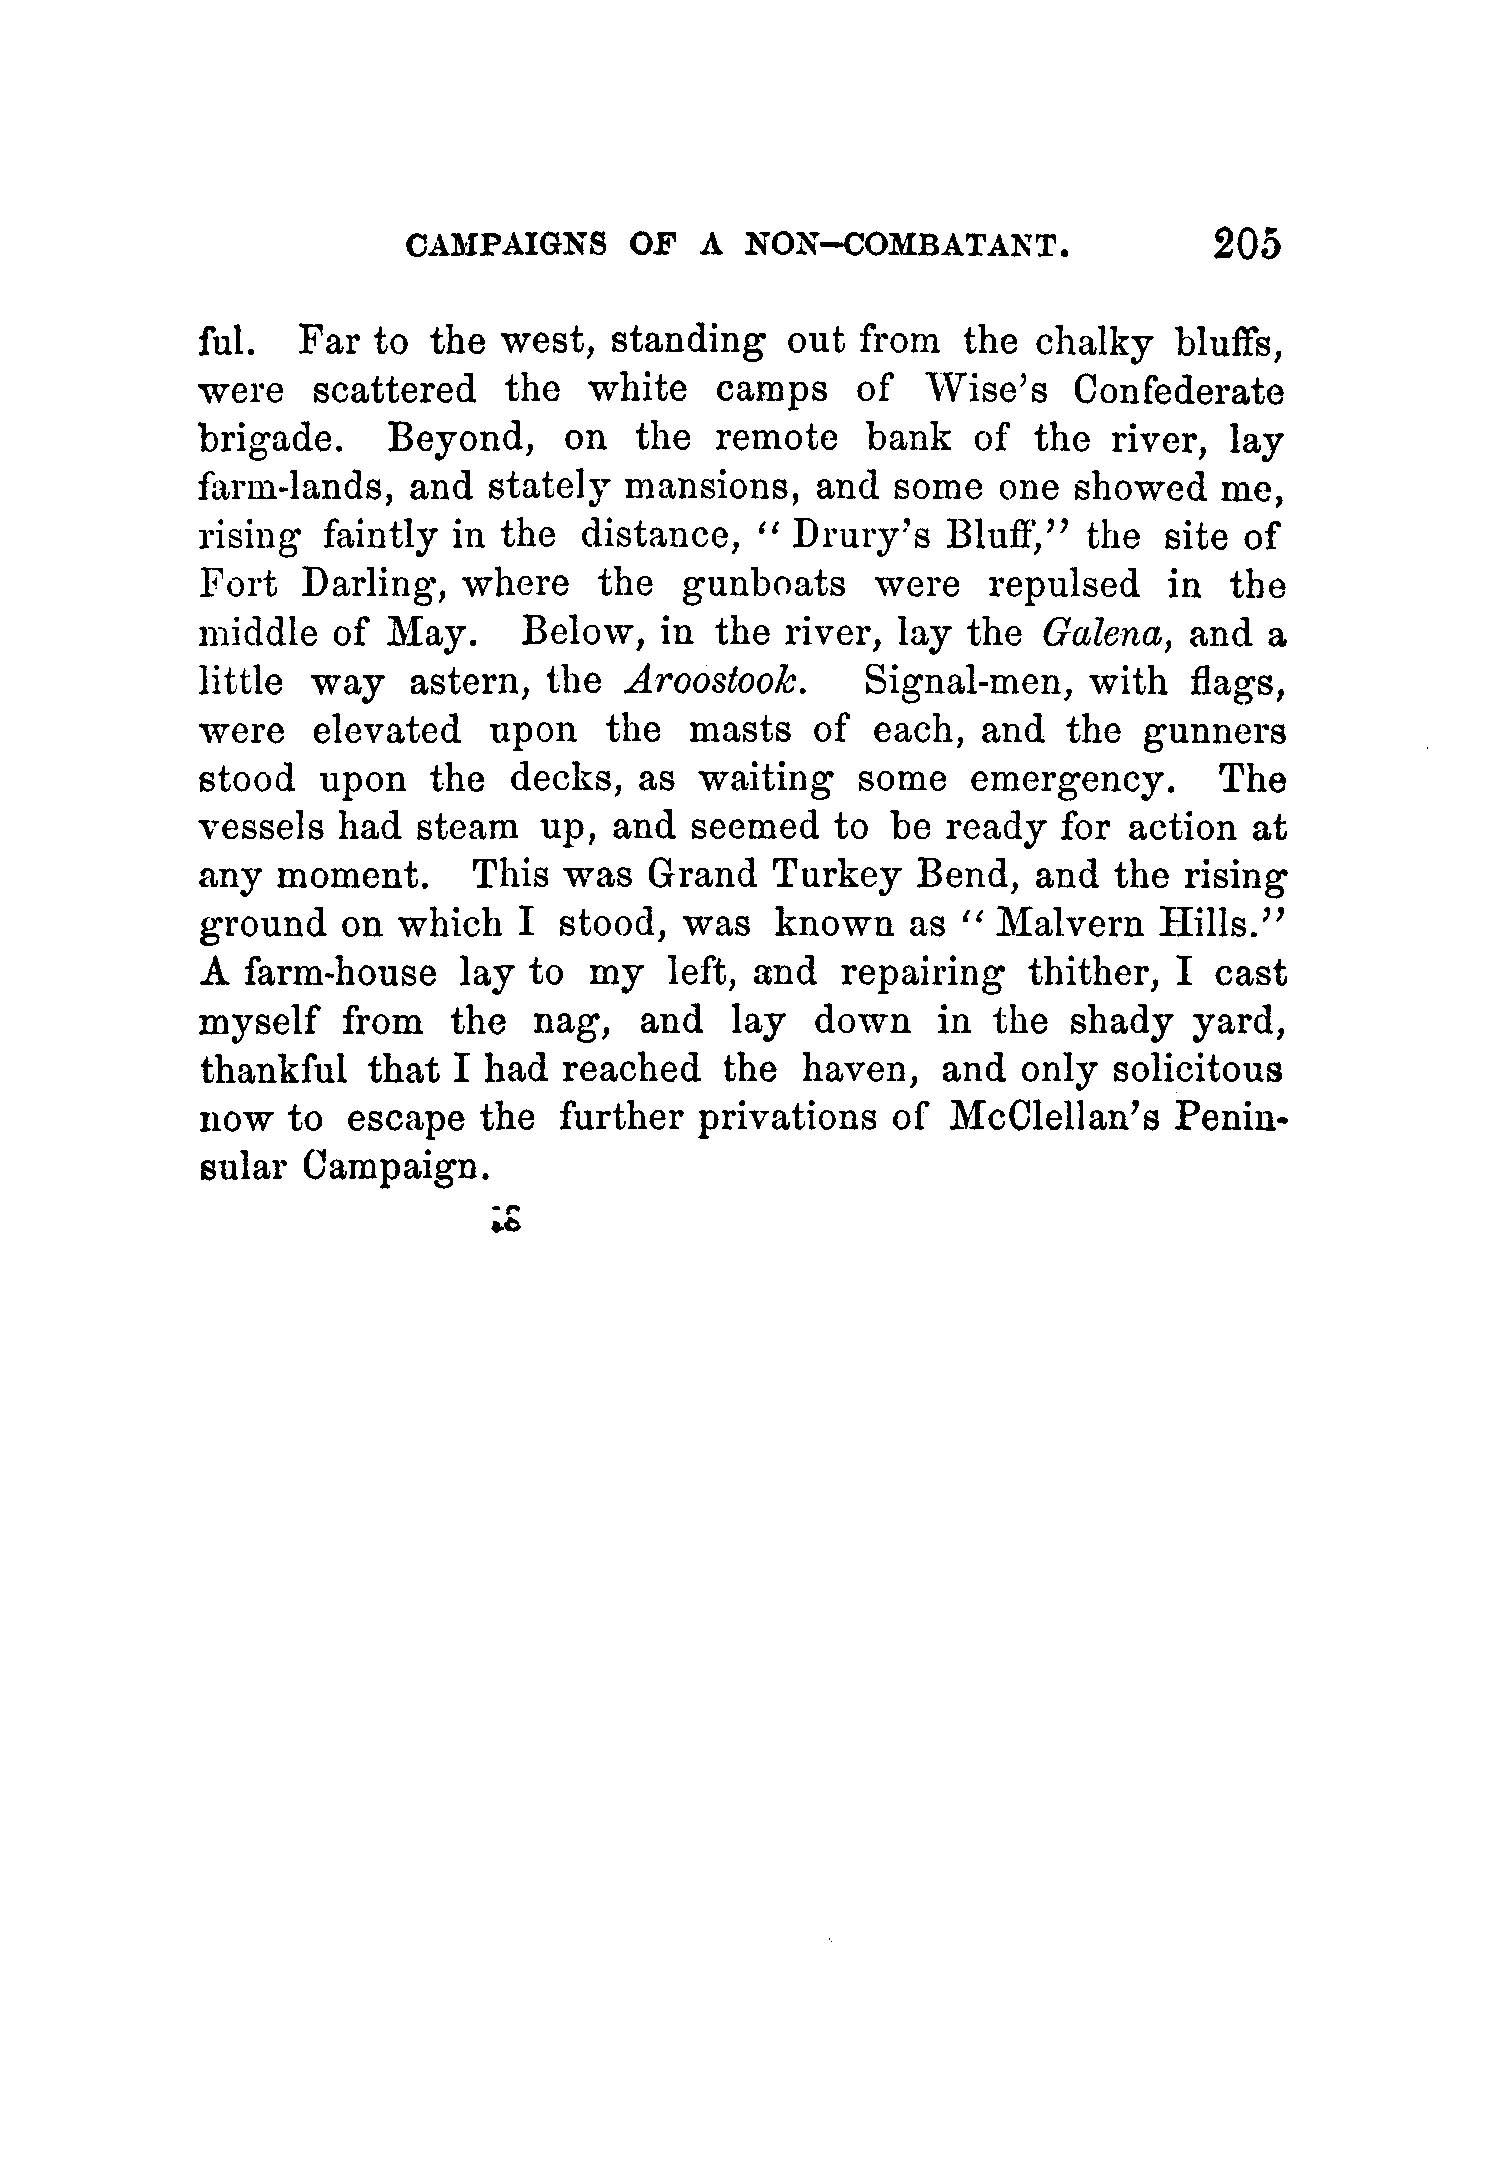 CAMPAIGNS OF A NON-COMBATANT. 205
ful. Far to the west, standing out from the chalky bluffs,
were scattered the white camps of Wise's Confederate
brigade. Beyond, on the remote bank of the river, lay
farm-lands, and stately mansions, and some one showed me,
rising faintly in the distance, "Drury's Bluff," the site of
Fort Darling, where the gunboats were repulsed in the
middle of May. Below, in the river, lay the Galena, and a
little way astern, the Aroostook. Signal-men, with flags,
were elevated upon the masts of each, and the gunners
stood upon the decks, as waiting some emergency. The
vessels had steam up, and seemed to be ready for action at
any moment. This was Grand Turkey Bend, and the rising
ground on which I stood, was known as "Malvern Hills."
A farm-house lay to my left, and repairing thither, I cast
myself from the nag, and lay down in the shady yard,
thankful that I had reached the haven, and only solicitous
now to escape the further privations of McClellan's Penin-
sular Campaign.